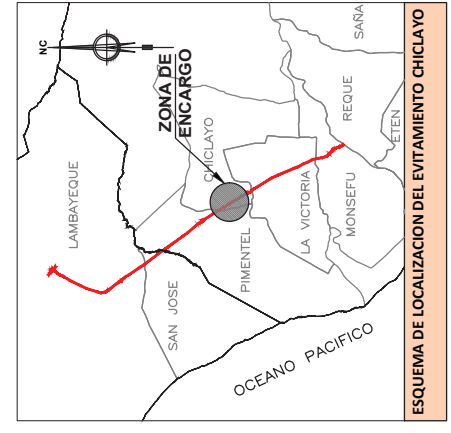 NC
SAÑA
ZONA DE
ENCARGO
LAMBAYEQUE
REQUE
CHICLAYO
ETEN
LA VICTORIA
MONSEFU
PIMENTEL
SAN JOSE
OCEANO PACIFICO
ESQUEMA DE LOCALIZACION DEL EVITAMIENTO CHICLAYO